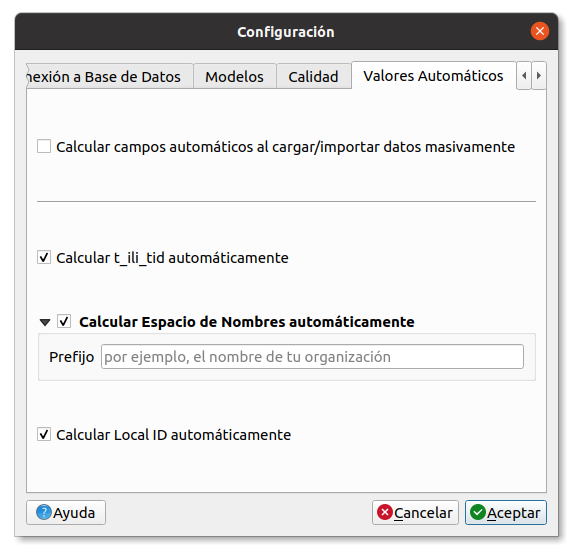 Configuración
nexión a Base de Datos
Modelos
Calidad
Valores Automáticos
Calcular campos automáticos al cargar/importar datos masivamente
Calcular t_ili_tid automáticamente
Calcular Espacio de Nombres automáticamente
Prefijo
por ejemplo, el nombre de tu organización
Calcular Local ID automáticamente
Ayuda
Cancelar
Aceptar